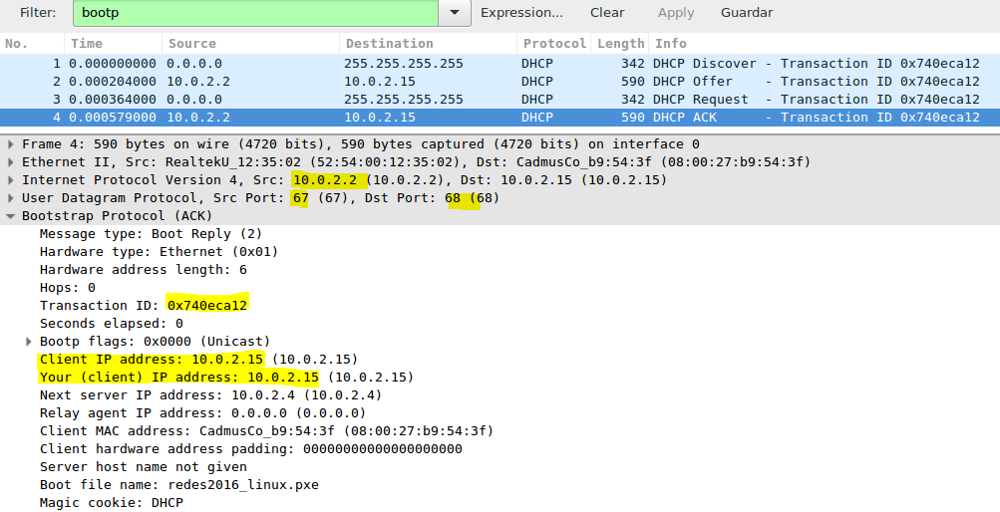 Filter: bootp Expression... Clear Apply Guardar
No. Time Source Destination Protocol Length Info
1 0.000000000 0.0.0.0 255.255.255.255 DHCP 342 DHCP Discover - Transaction ID 0x740eca12
2 0.000204000 10.0.2.2 10.0.2.15 DHCP 590 DHCP Offer - Transaction ID 0x740eca12
3 0.000364000 0.0.0.0 255.255.255.255 DHCP 342 DHCP Request - Transaction ID 0x740eca12
4 0.000579000 10.0.2.2 10.0.2.15 DHCP 590 DHCP ACK - Transaction ID 0x740eca12
Frame 4: 590 bytes on wire (4720 bits), 590 bytes captured (4720 bits) on interface 0
Ethernet II, Src: RealtekU_12:35:02 (52:54:00:12:35:02), Dst: CadmusCo_b9:54:3f (08:00:27:b9:54:3f)
Internet Protocol Version 4, Src: 10.0.2.2 (10.0.2.2), Dst: 10.0.2.15 (10.0.2.15)
User Datagram Protocol, Src Port: 67 (67), Dst Port: 68 (68)
Bootstrap Protocol (ACK)
Message type: Boot Reply (2)
Hardware type: Ethernet (0x01)
Hardware address length: 6
Hops: 0
Transaction ID: 0x740eca12
Seconds elapsed: 0
Bootp flags: 0x0000 (Unicast)
Client IP address: 10.0.2.15 (10.0.2.15)
Your (client) IP address: 10.0.2.15 (10.0.2.15)
Next server IP address: 10.0.2.4 (10.0.2.4)
Relay agent IP address: 0.0.0.0 (0.0.0.0)
Client MAC address: CadmusCo_b9:54:3f (08:00:27:b9:54:3f)
Client hardware address padding: 00000000000000000000
Server host name not given
Boot file name: redes2016_linux.pxe
Magic cookie: DHCP